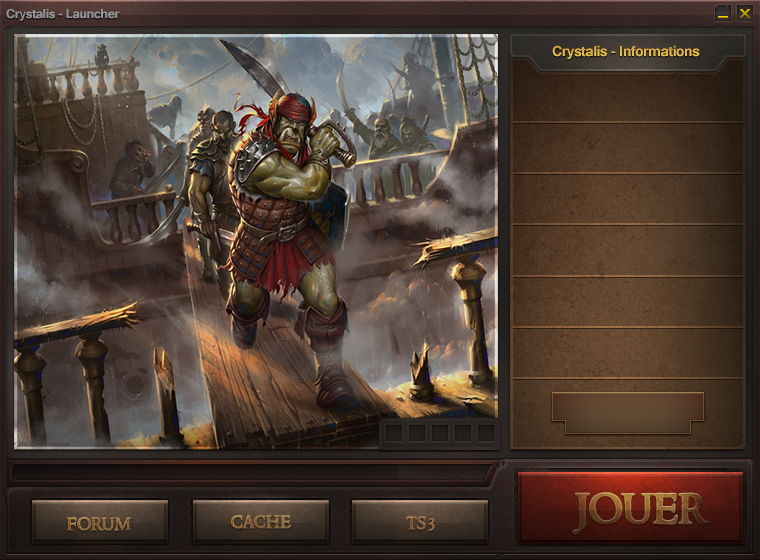 Crystalis - Launcher
Crystalis - Informations
FORUM
CACHE
TS3
JOUER